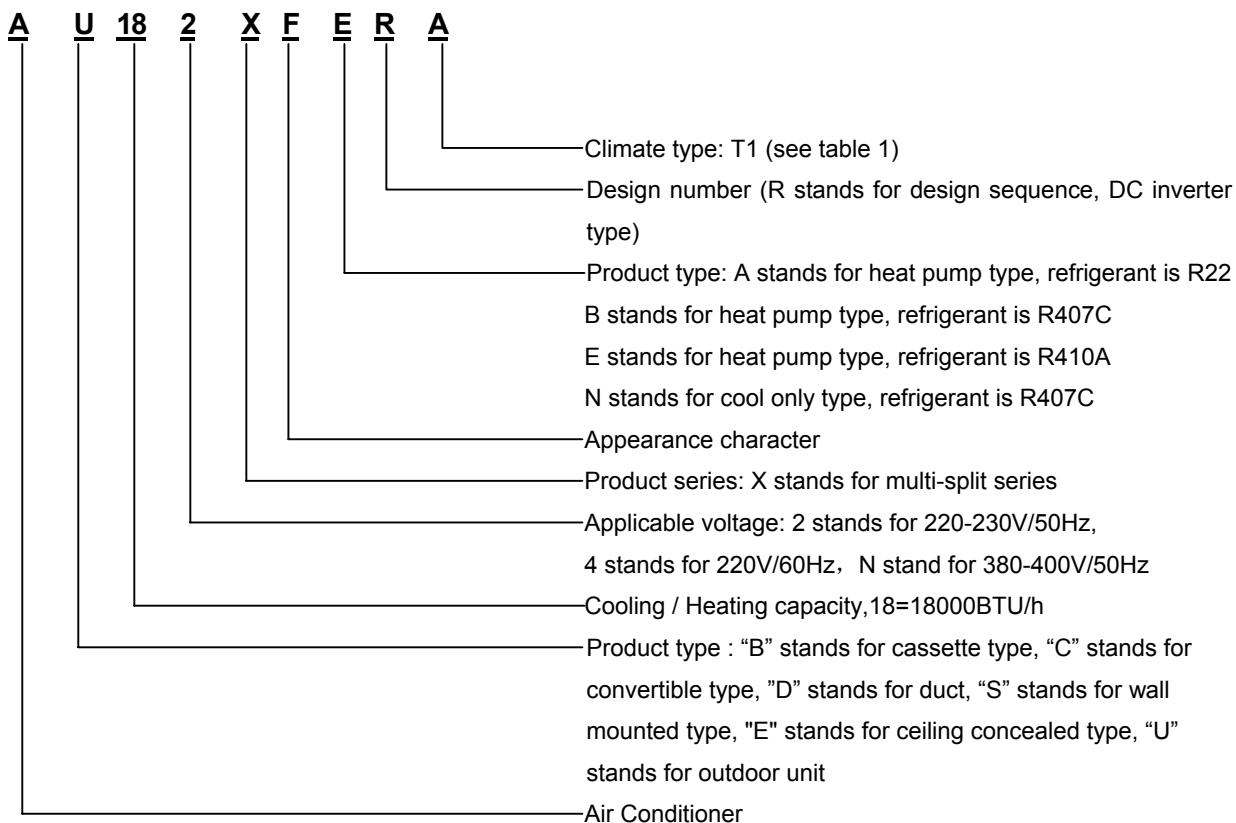 A U 18 2 X F E R A
Climate type: T1 (see table 1)
Design number (R stands for design sequence, DC inverter
type)
Product type: A stands for heat pump type, refrigerant is R22
B stands for heat pump type, refrigerant is R407C
E stands for heat pump type, refrigerant is R410A
N stands for cool only type, refrigerant is R407C
Appearance character
Product series: X stands for multi-split series
Applicable voltage: 2 stands for 220-230V/50Hz,
4 stands for 220V/60Hz，N stand for 380-400V/50Hz
Cooling / Heating capacity,18=18000BTU/h
Product type : “B” stands for cassette type, “C” stands for
convertible type, ”D” stands for duct, “S” stands for wall
mounted type, "E" stands for ceiling concealed type, “U”
stands for outdoor unit
Air Conditioner